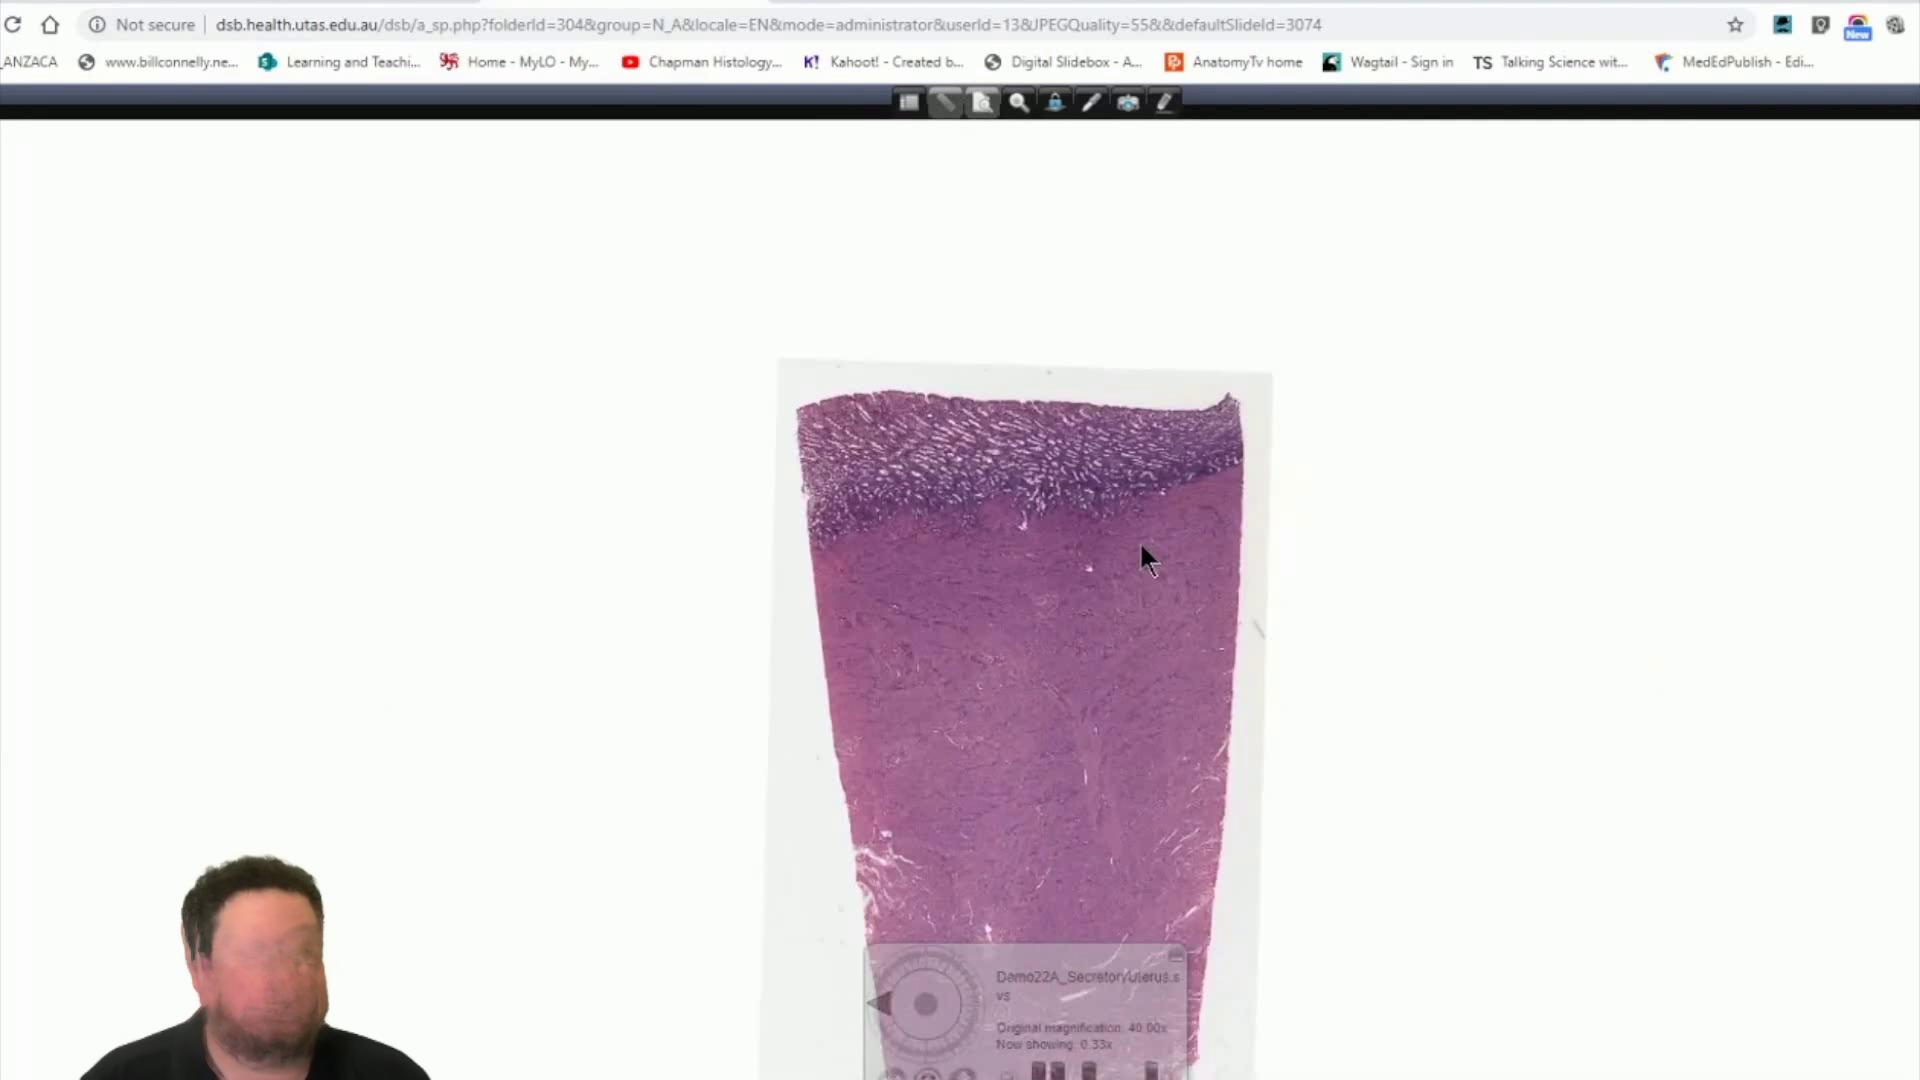 Not secure dsb.health.utas.edu.au/dsb/a_sp.php?folderId=304&group=N_A&locale=EN&mode=administrator&userId=13&JPEGQuality=55&&defaultSlideId=3074
New
_ANZACA www.billconnelly.ne... Learning and Teachi... Home - MyLO - My... Chapman Histology... K! Kahoot! - Created b... Digital Slidebox - A... AnatomyTv home Wagtail - Sign in TS Talking Science wit... MedEdPublish - Edi...
Demo22A_SecretoryUterus.s
vs
Original magnification: 40.00x
Now showing: 0.33x